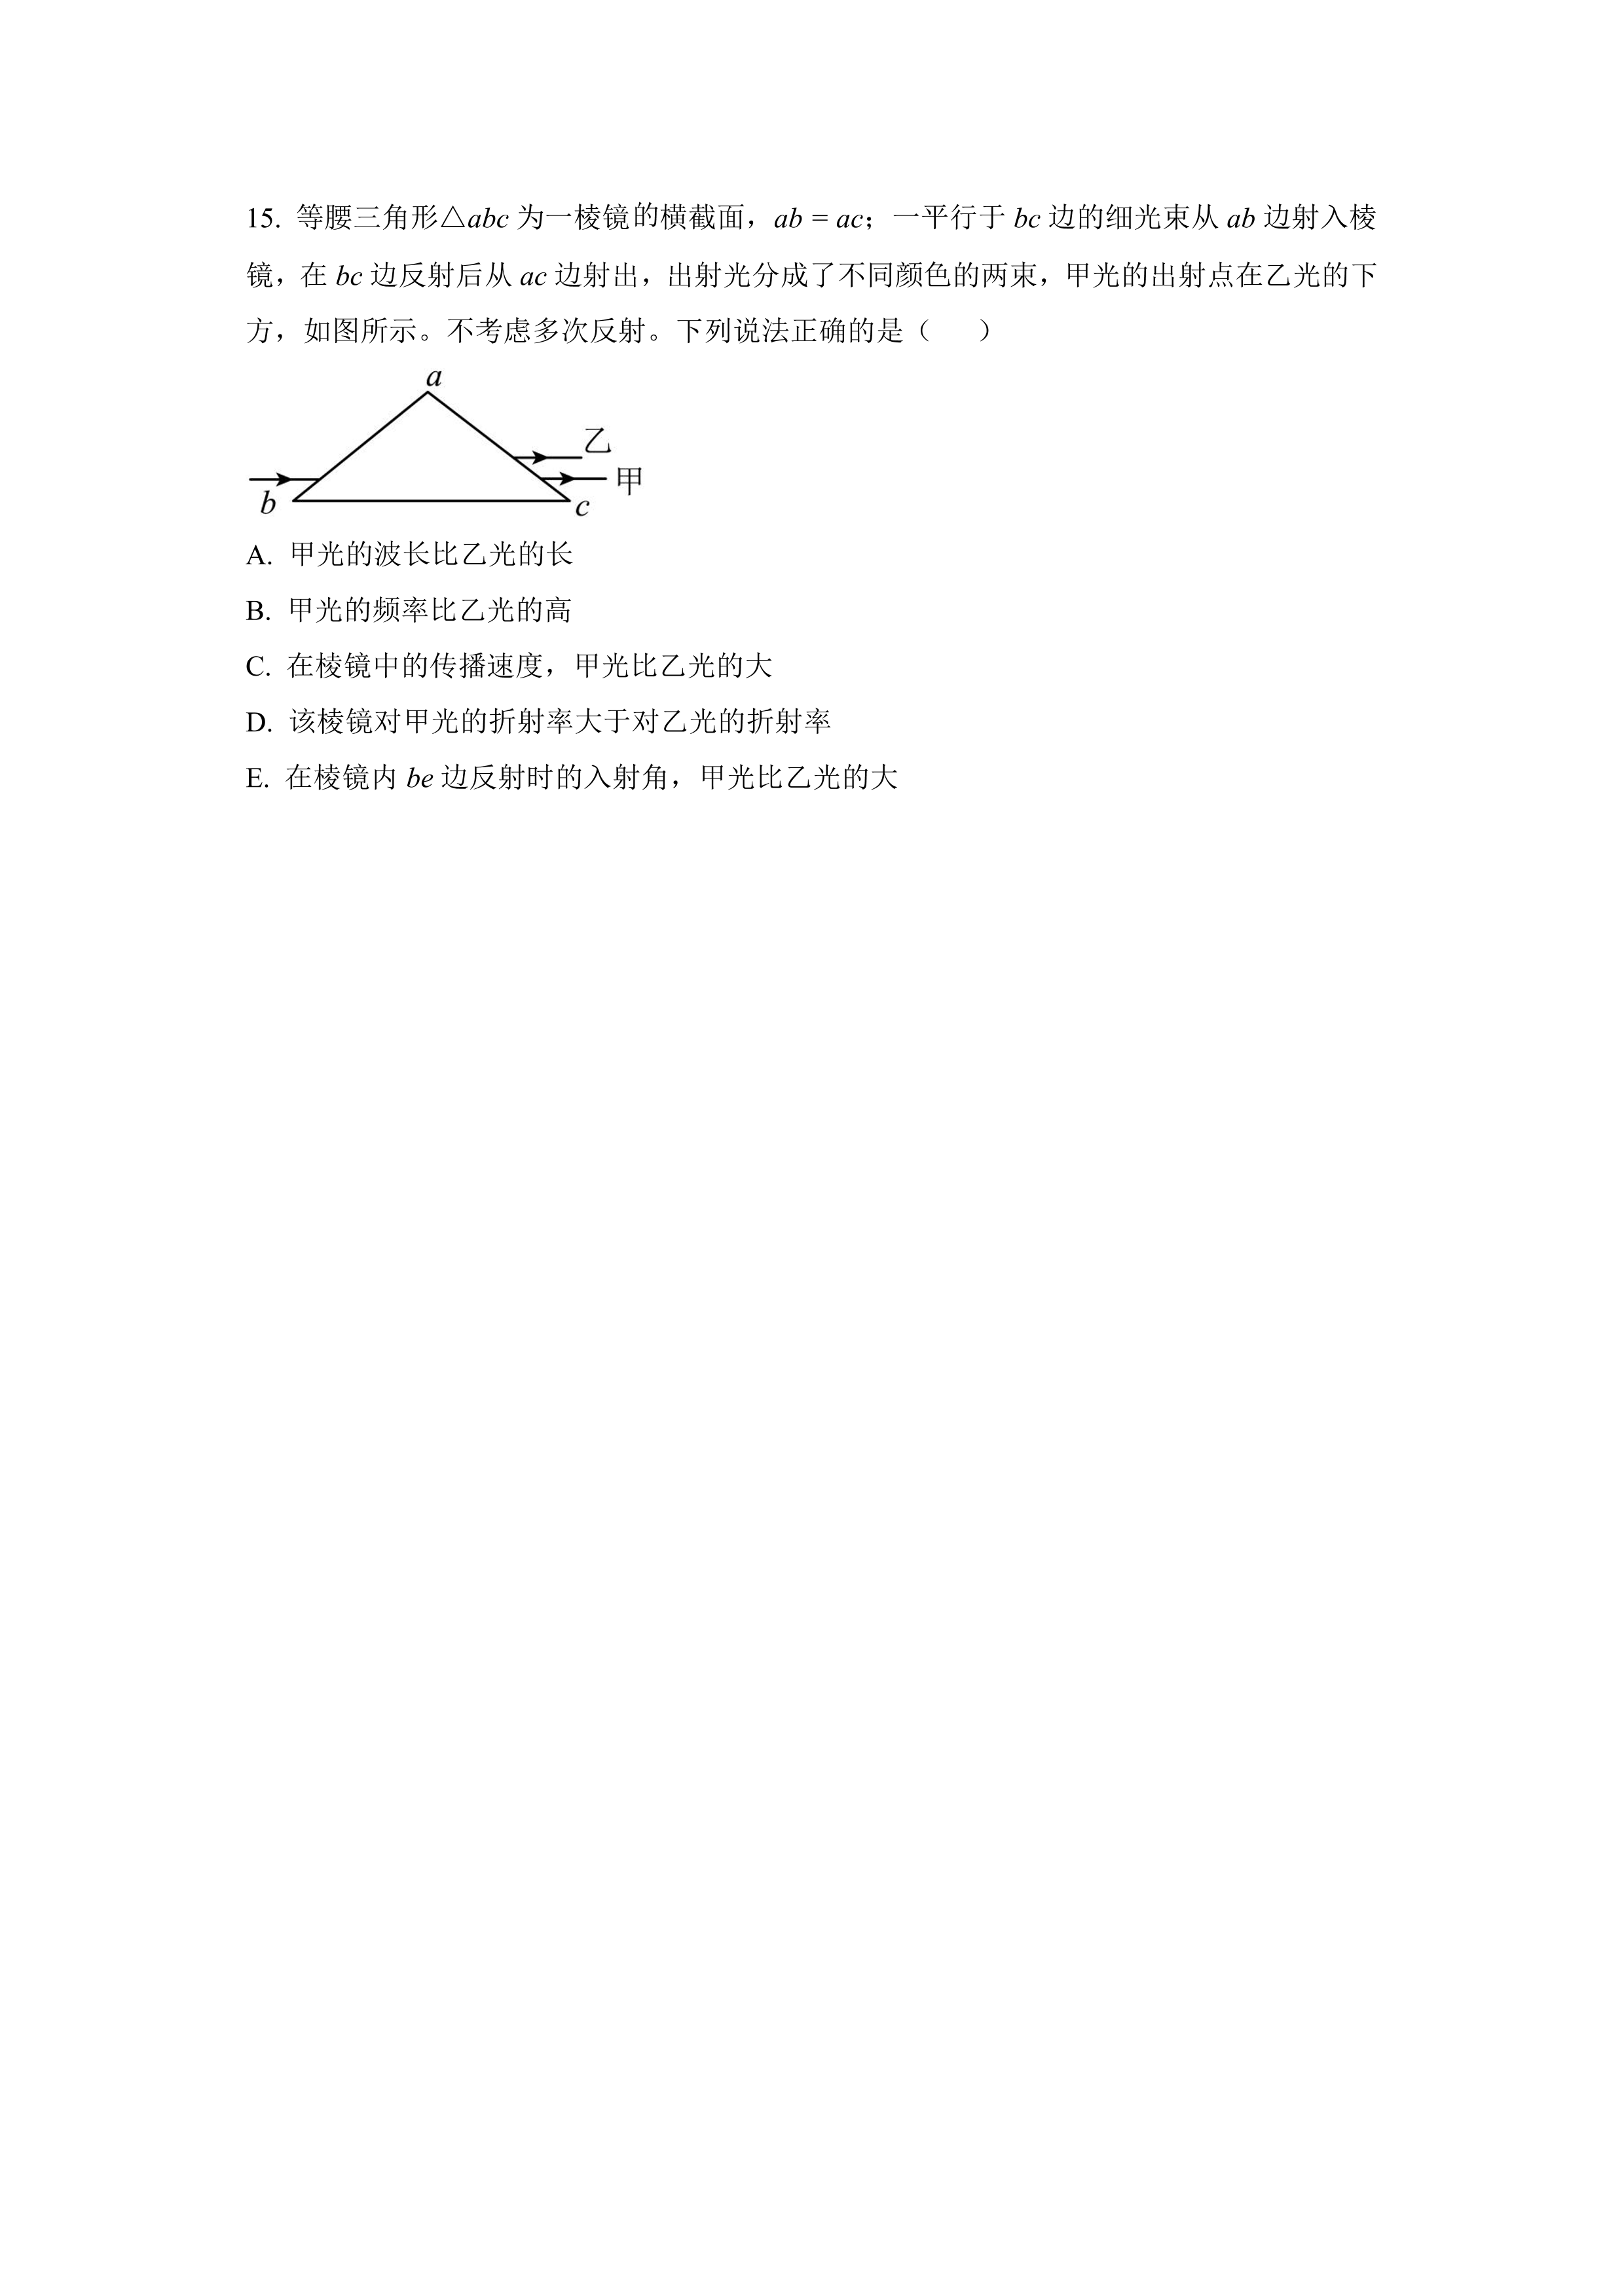 15. 等腰三角形△abc 为一棱镜的横截面，ab = ac；一平行于 bc 边的细光束从 ab 边射入棱
镜，在 bc 边反射后从 ac 边射出，出射光分成了不同颜色的两束，甲光的出射点在乙光的下
方，如图所示。不考虑多次反射。下列说法正确的是（    ）
a
乙
甲
b
c
A. 甲光的波长比乙光的长
B. 甲光的频率比乙光的高
C. 在棱镜中的传播速度，甲光比乙光的大
D. 该棱镜对甲光的折射率大于对乙光的折射率
E. 在棱镜内 be 边反射时的入射角，甲光比乙光的大